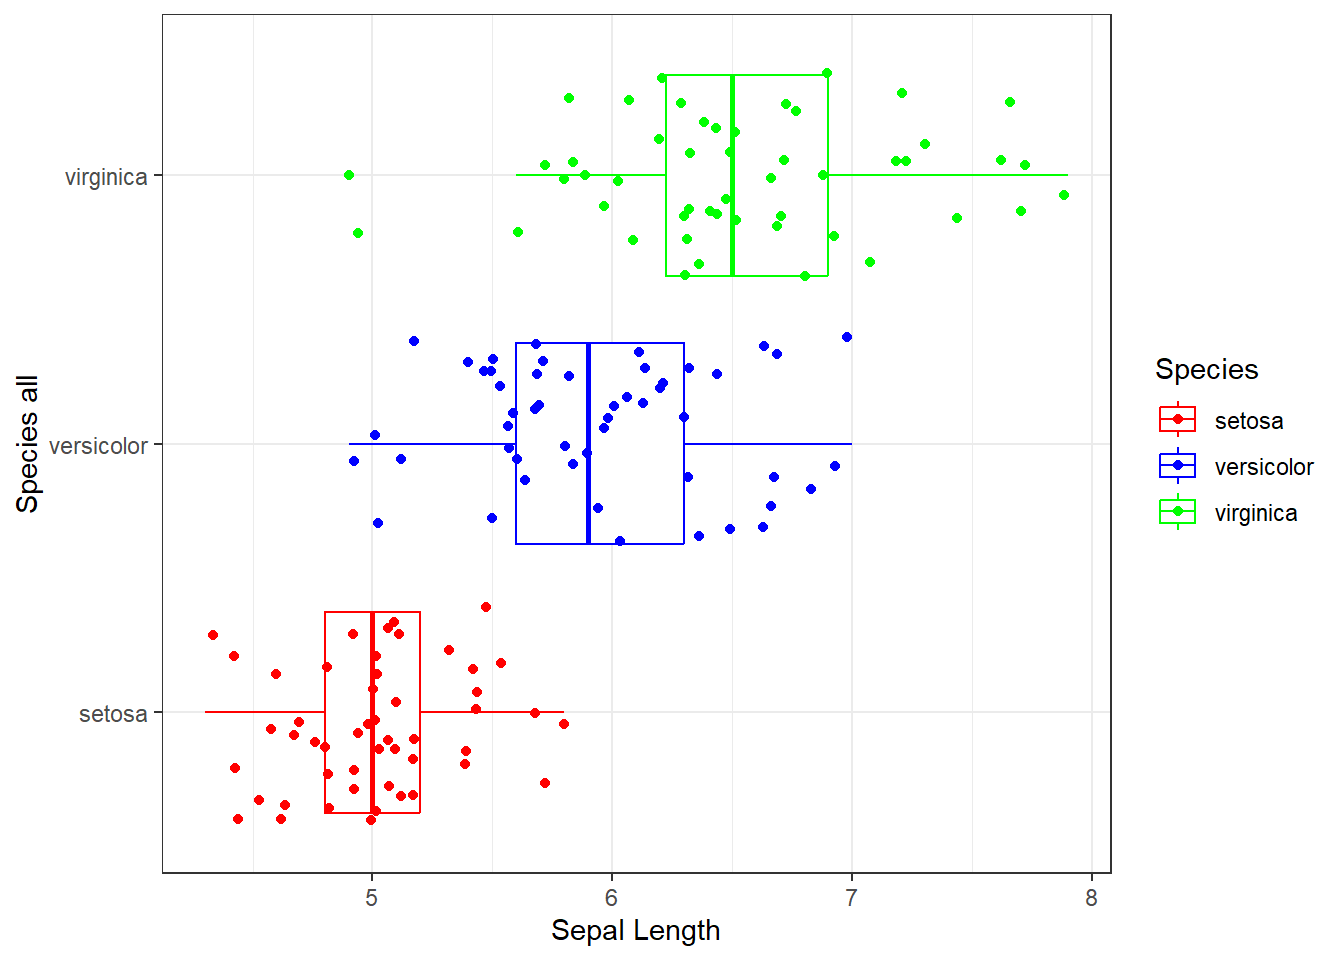 Species all
virginica
versicolor
setosa
5
6
7
8
Sepal Length
Species
setosa
versicolor
virginica